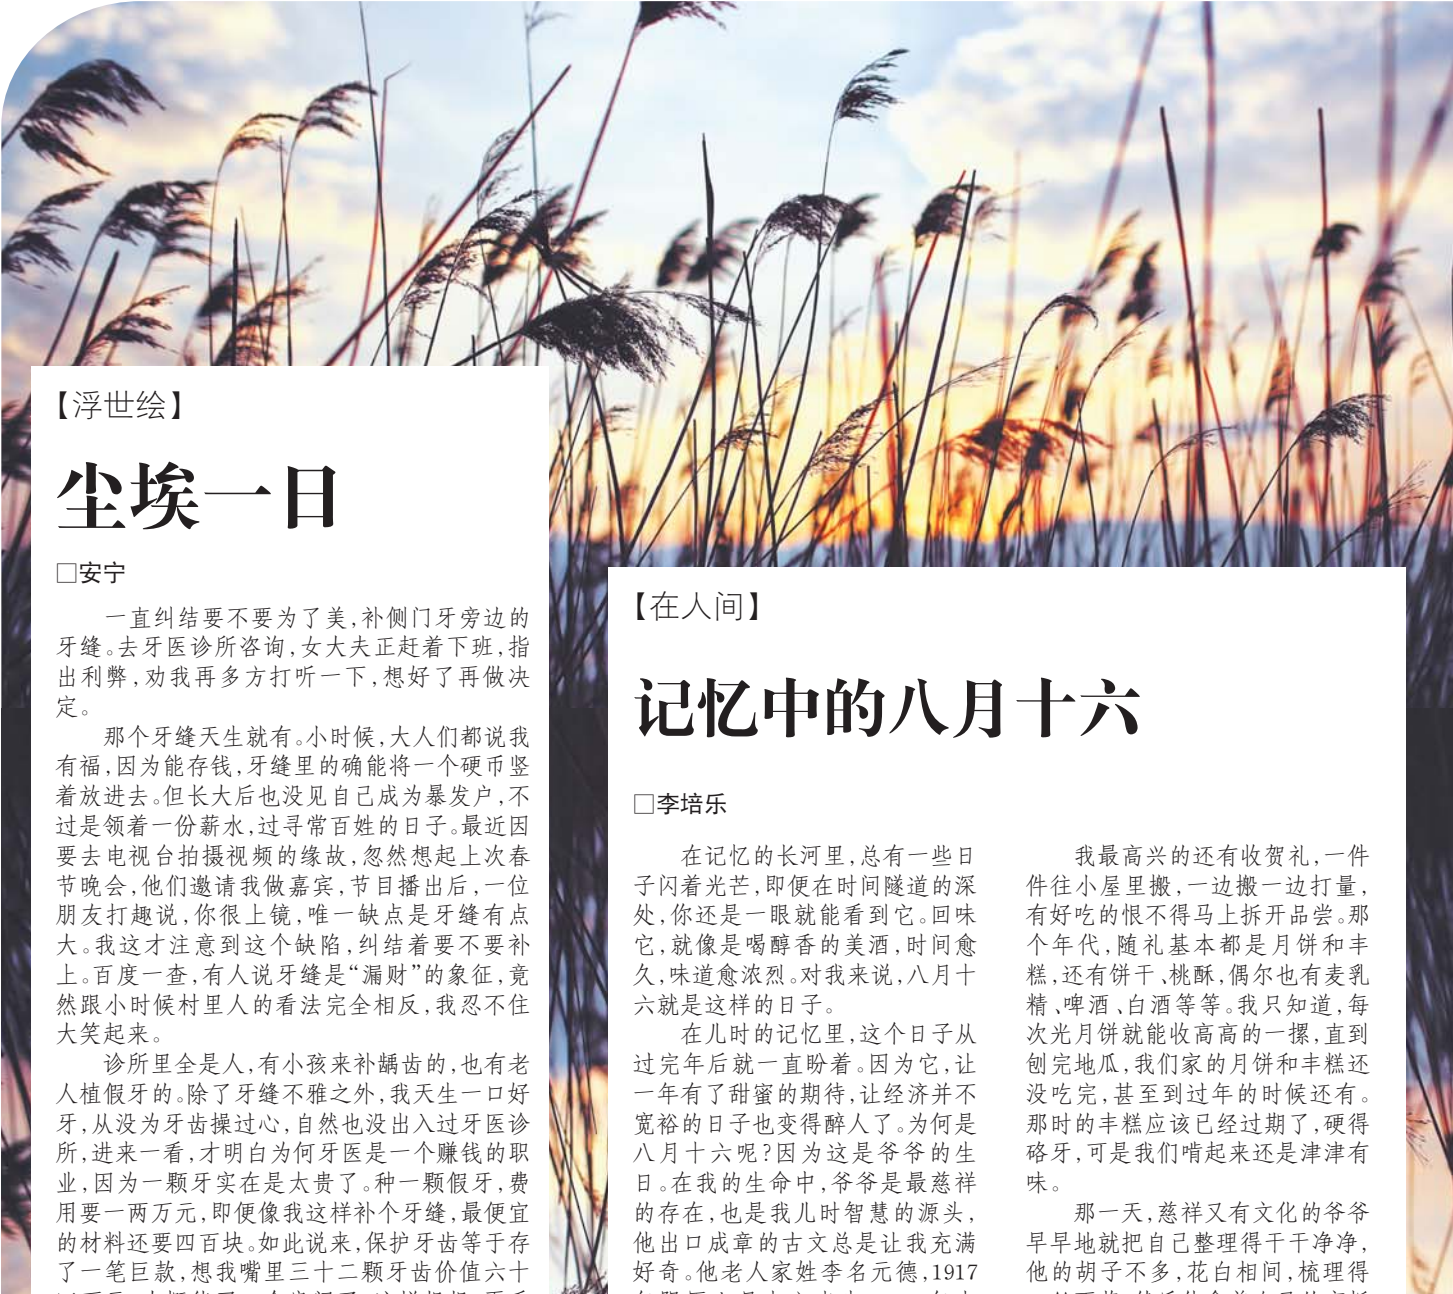 【浮世绘】
尘埃一日
□安宁
一直纠结要不要为了美,补侧门牙旁边的
牙缝。去牙医诊所咨询,女大夫正赶着下班,指
出利弊,劝我再多方打听一下,想好了再做决
定。
那个牙缝天生就有。小时候,大人们都说我
有福,因为能存钱,牙缝里的确能将一个硬币竖
着放进去。但长大后也没见自己成为暴发户,不
过是领着一份薪水,过寻常百姓的日子。最近因
要去电视台拍摄视频的缘故,忽然想起上次春
节晚会,他们邀请我做嘉宾,节目播出后,一位
朋友打趣说,你很上镜,唯一缺点是牙缝有点
大。我这才注意到这个缺陷,纠结着要不要补
上。百度一查,有人说牙缝是“漏财”的象征,竟
然跟小时候村里人的看法完全相反,我忍不住
大笑起来。
诊所里全是人,有小孩来补龋齿的,也有老
人植假牙的。除了牙缝不雅之外,我天生一口好
牙,从没为牙齿操过心,自然也没出入过牙医诊
所,进来一看,才明白为何牙医是一个赚钱的职
业,因为一颗牙实在是太贵了。种一颗假牙,费
用要一两万元,即便像我这样补个牙缝,最便宜
的材料还要四百块。如此说来,保护牙齿等于存
了一笔巨款,想我嘴里三十二颗牙齿价值六十
【在人间】
记忆中的八月十六
□李培乐
在记忆的长河里,总有一些日
子闪着光芒,即便在时间隧道的深
处,你还是一眼就能看到它。回味
它,就像是喝醇香的美酒,时间愈
久,味道愈浓烈。对我来说,八月十
六就是这样的日子。
在儿时的记忆里,这个日子从
过完年后就一直盼着。因为它,让
一年有了甜蜜的期待,让经济并不
宽裕的日子也变得醉人了。为何是
八月十六呢?因为这是爷爷的生
日。在我的生命中,爷爷是最慈祥
的存在,也是我儿时智慧的源头,
他出口成章的古文总是让我充满
好奇。他老人家姓李名元德,1917
我最高兴的还有收贺礼,一件
件往小屋里搬,一边搬一边打量,
有好吃的恨不得马上拆开品尝。那
个年代,随礼基本都是月饼和丰
糕,还有饼干、桃酥,偶尔也有麦乳
精、啤酒、白酒等等。我只知道,每
次光月饼就能收高高的一摞,直到
刨完地瓜,我们家的月饼和丰糕还
没吃完,甚至到过年的时候还有。
那时的丰糕应该已经过期了,硬得
硌牙,可是我们啃起来还是津津有
味。
那一天,慈祥又有文化的爷爷
早早地就把自己整理得干干净净,
他的胡子不多,花白相间,梳理得